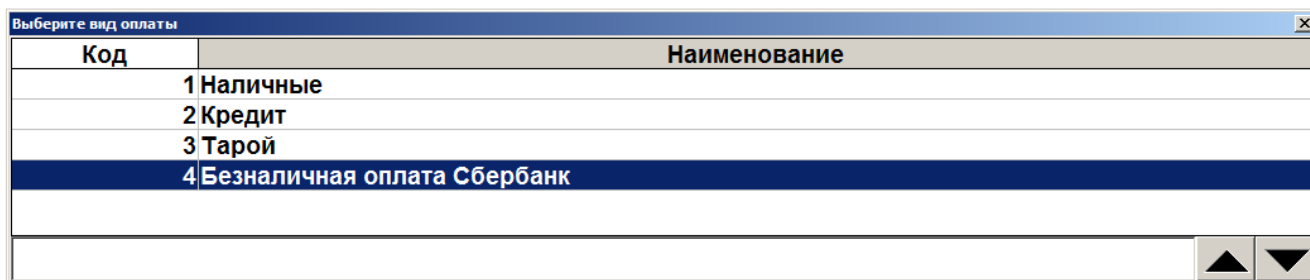 Выберите вид оплаты
Код Наименование
1 Наличные
2 Кредит
3 Тарой
4 Безналичная оплата Сбербанк